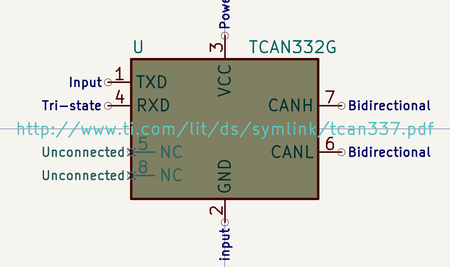 Powe
U
3
TCAN332G
VCC
Input 1 TXD
Tri-state 4 RXD
CANH 7 Bidirectional
http://www.ti.com/lit/ds/symlink/tcan337.pdf
Unconnected 5 NC
CANL 6 Bidirectional
Unconnected 8 NC
GND
2
input